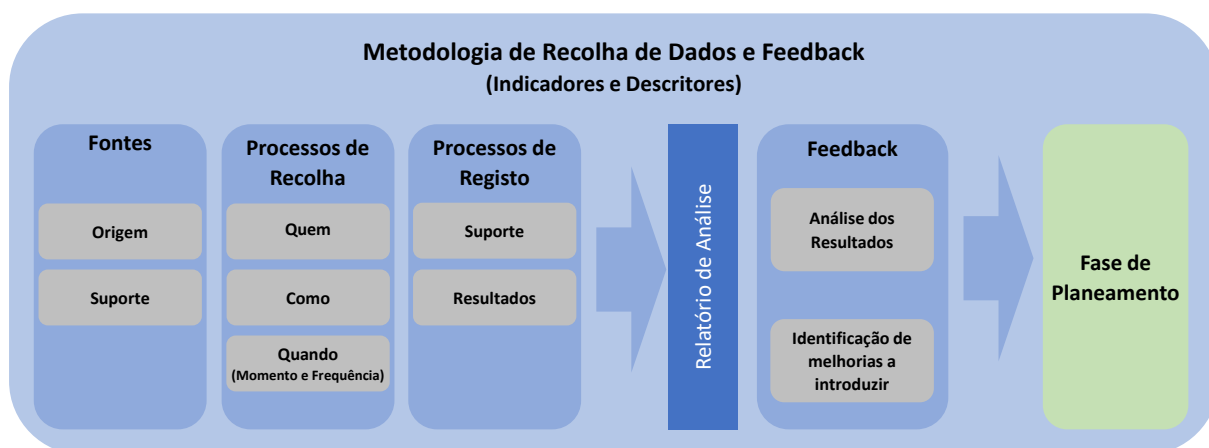 Metodologia de Recolha de Dados e Feedback
(Indicadores e Descritores)
Fontes
Origem
Suporte
Processos de
Recolha
Quem
Como
Quando
(Momento e Frequência)
Processos de
Registo
Suporte
Resultados
Relatório de Análise
Feedback
Análise dos
Resultados
Identificação de
melhorias a
introduzir
Fase de
Planeamento